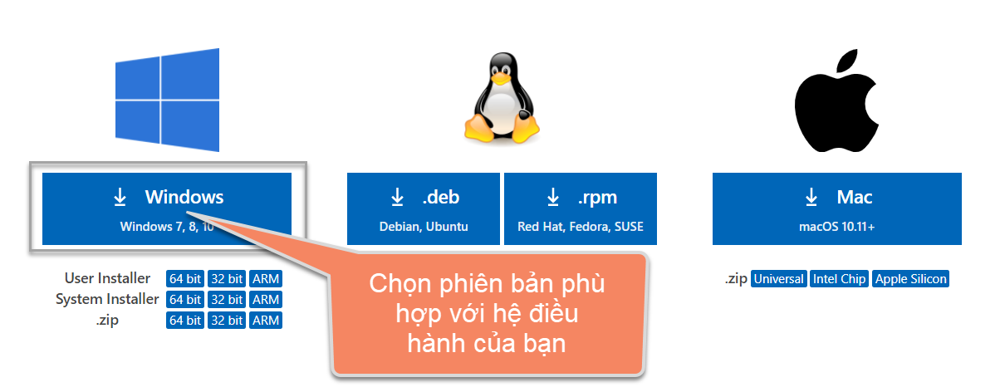 Windows
Windows 7, 8, 10
.deb
Debian, Ubuntu
.rpm
Red Hat, Fedora, SUSE
Mac
macOS 10.11+
User Installer 64 bit 32 bit ARM
System Installer 64 bit 32 bit ARM
.zip 64 bit 32 bit ARM
Chọn phiên bản phù
hợp với hệ điều
hành của bạn
.zip Universal Intel Chip Apple Silicon